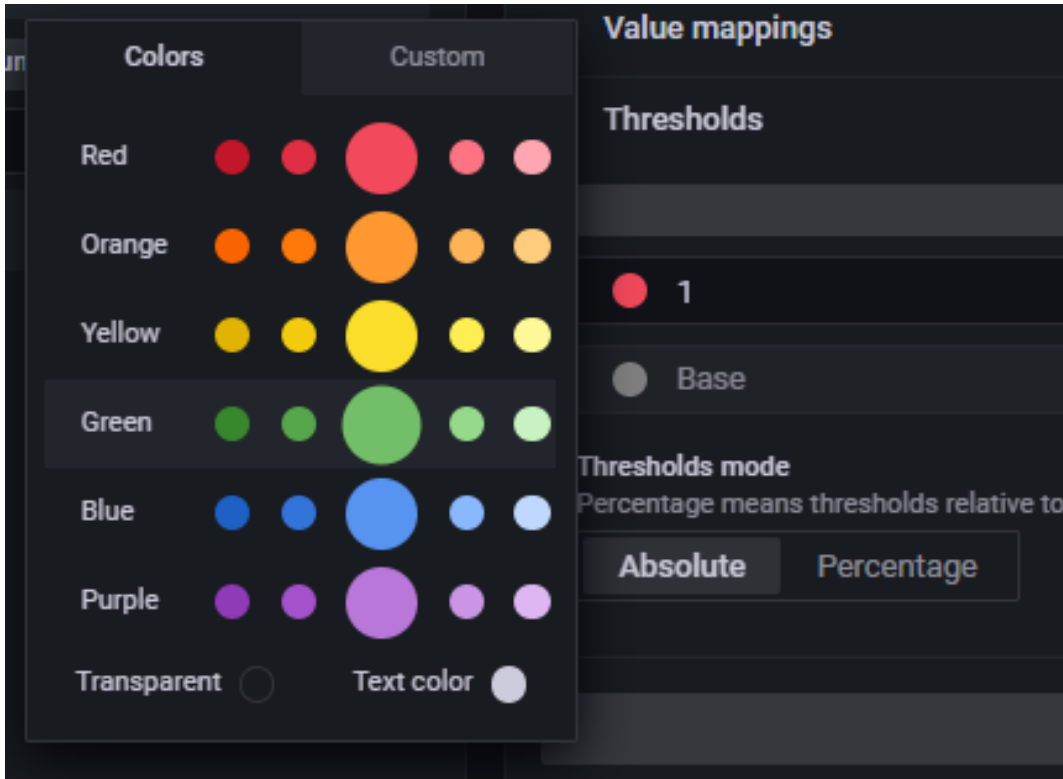 Colors
Custom
Red
Orange
Yellow
Green
Blue
Purple
Transparent
Text color
Value mappings
Thresholds
1
Base
Thresholds mode
Percentage means thresholds relative to
Absolute
Percentage